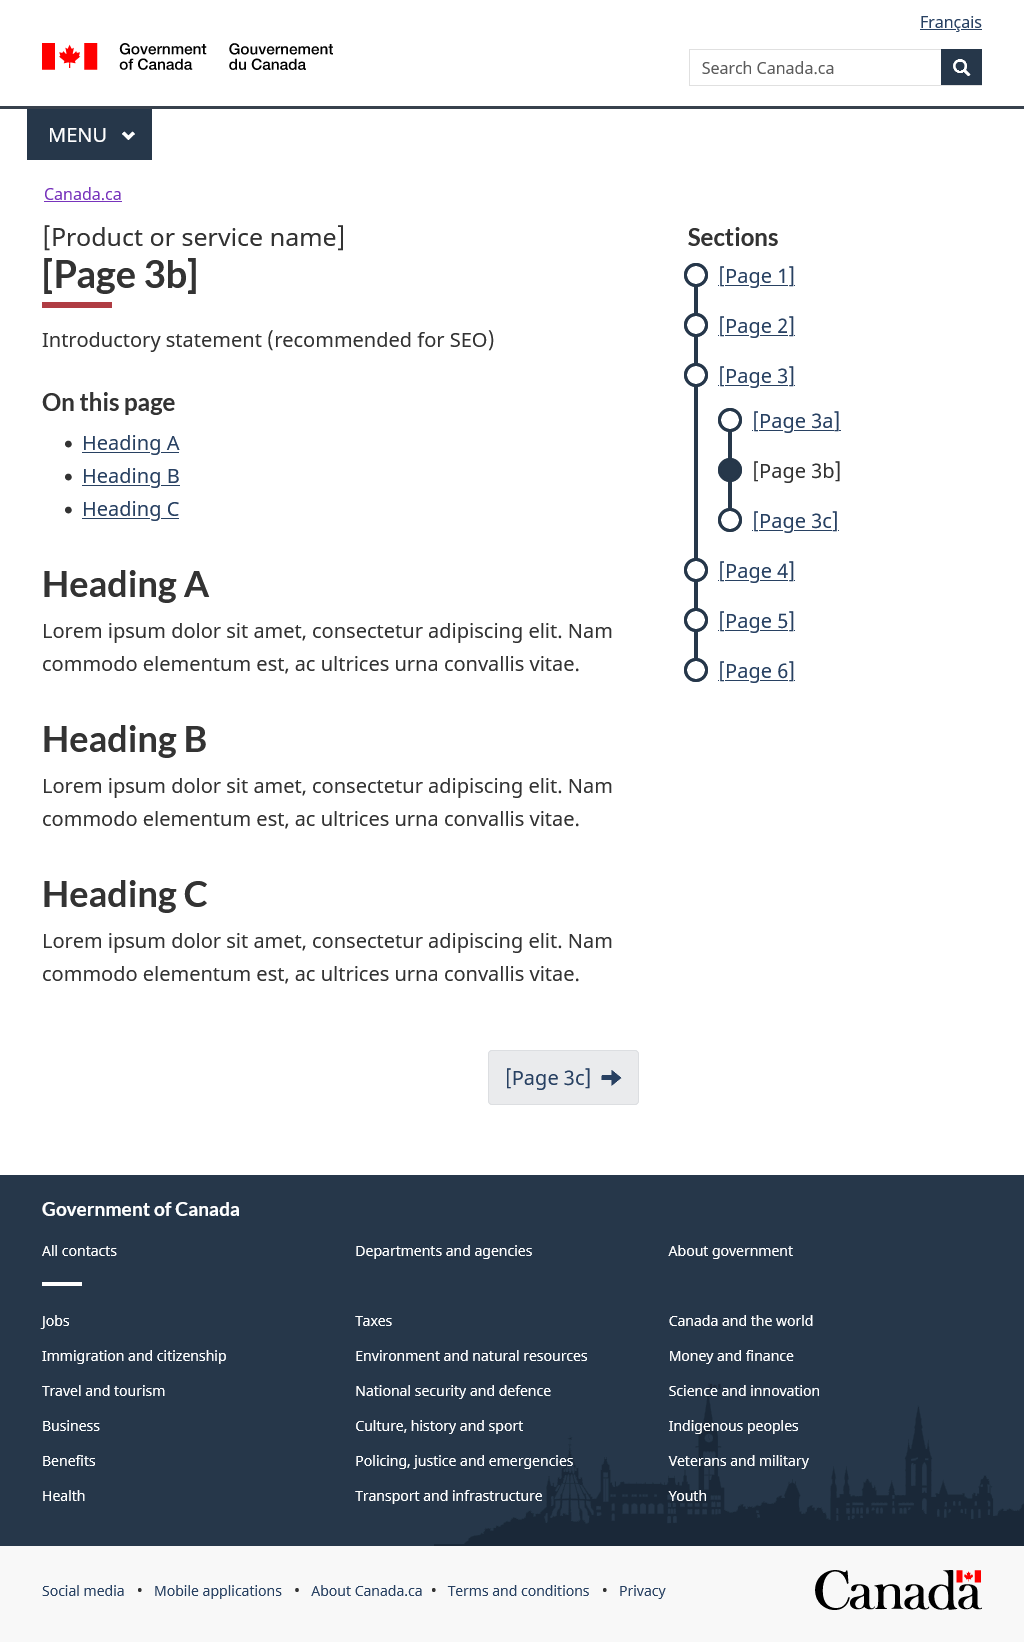 Français
Government
of Canada
Gouvernement
du Canada
Search Canada.ca
MENU
Canada.ca
[Product or service name]
[Page 3b]
Introductory statement (recommended for SEO)
On this page
• Heading A
• Heading B
• Heading C
Heading A
Lorem ipsum dolor sit amet, consectetur adipiscing elit. Nam
commodo elementum est, ac ultrices urna convallis vitae.
Heading B
Lorem ipsum dolor sit amet, consectetur adipiscing elit. Nam
commodo elementum est, ac ultrices urna convallis vitae.
Heading C
Lorem ipsum dolor sit amet, consectetur adipiscing elit. Nam
commodo elementum est, ac ultrices urna convallis vitae.
[Page 3c]
Sections
[Page 1]
[Page 2]
[Page 3]
[Page 3a]
[Page 3b]
[Page 3c]
[Page 4]
[Page 5]
[Page 6]
Government of Canada
All contacts
Departments and agencies
About government
Jobs
Taxes
Canada and the world
Immigration and citizenship
Environment and natural resources
Money and finance
Travel and tourism
National security and defence
Science and innovation
Business
Culture, history and sport
Indigenous peoples
Benefits
Policing, justice and emergencies
Veterans and military
Health
Transport and infrastructure
Youth
Social media • Mobile applications • About Canada.ca • Terms and conditions • Privacy
Canada